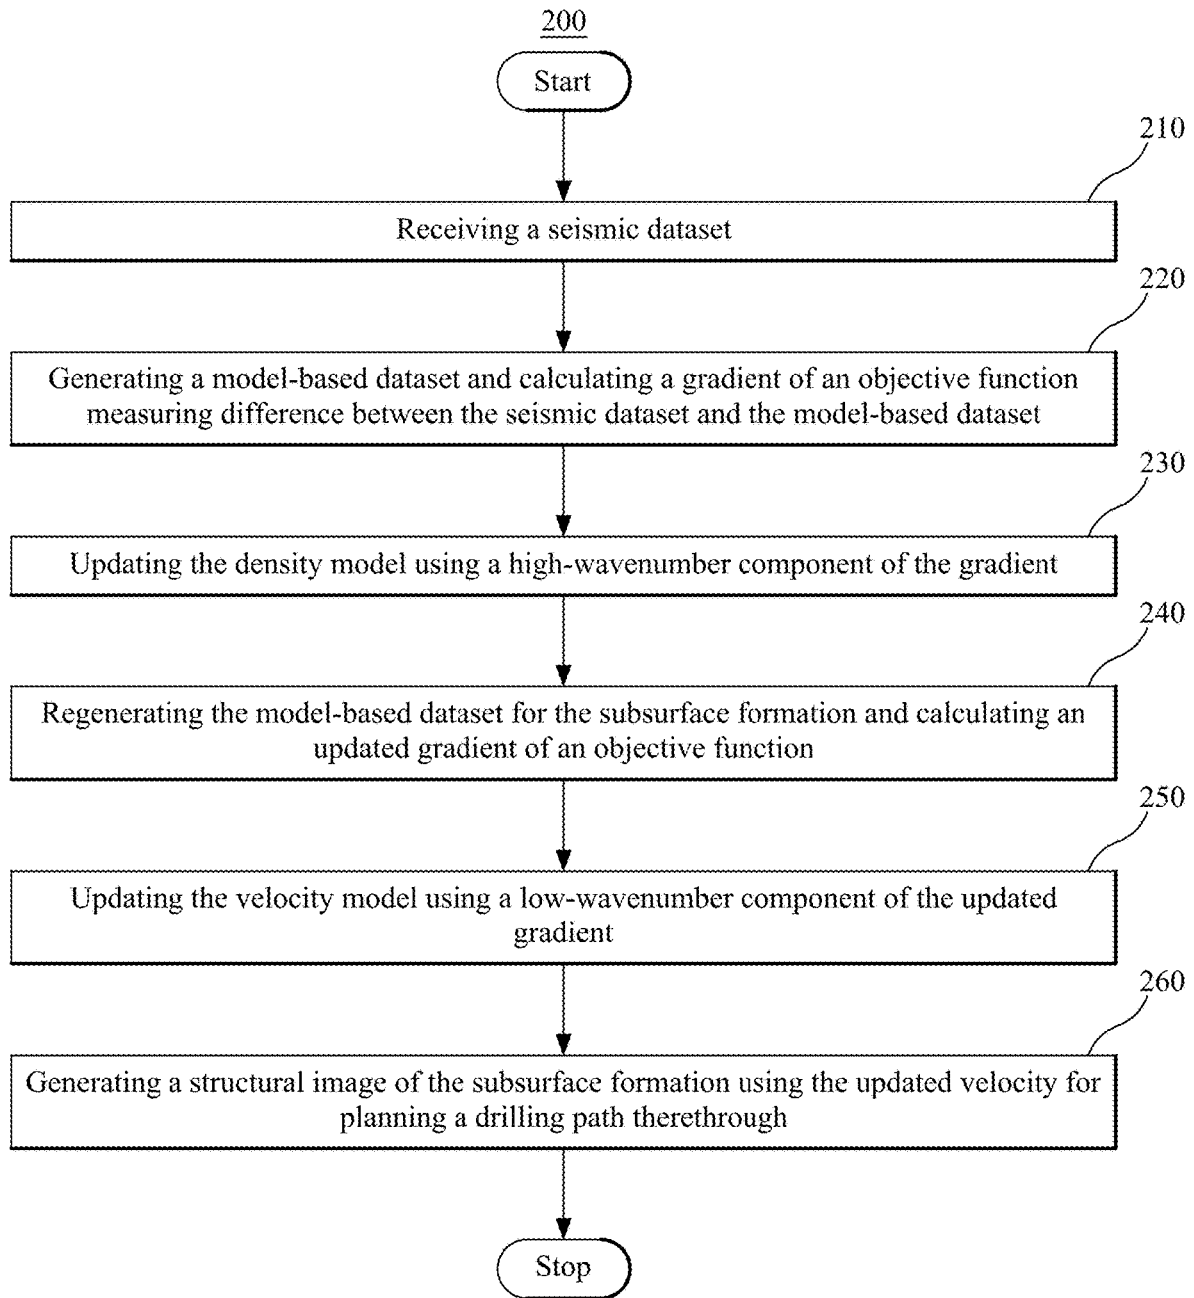 200
Start
210
Receiving a seismic dataset
220
Generating a model-based dataset and calculating a gradient of an objective function
measuring difference between the seismic dataset and the model-based dataset
230
Updating the density model using a high-wavenumber component of the gradient
240
Regenerating the model-based dataset for the subsurface formation and calculating an
updated gradient of an objective function
250
Updating the velocity model using a low-wavenumber component of the updated
gradient
260
Generating a structural image of the subsurface formation using the updated velocity for
planning a drilling path therethrough
Stop